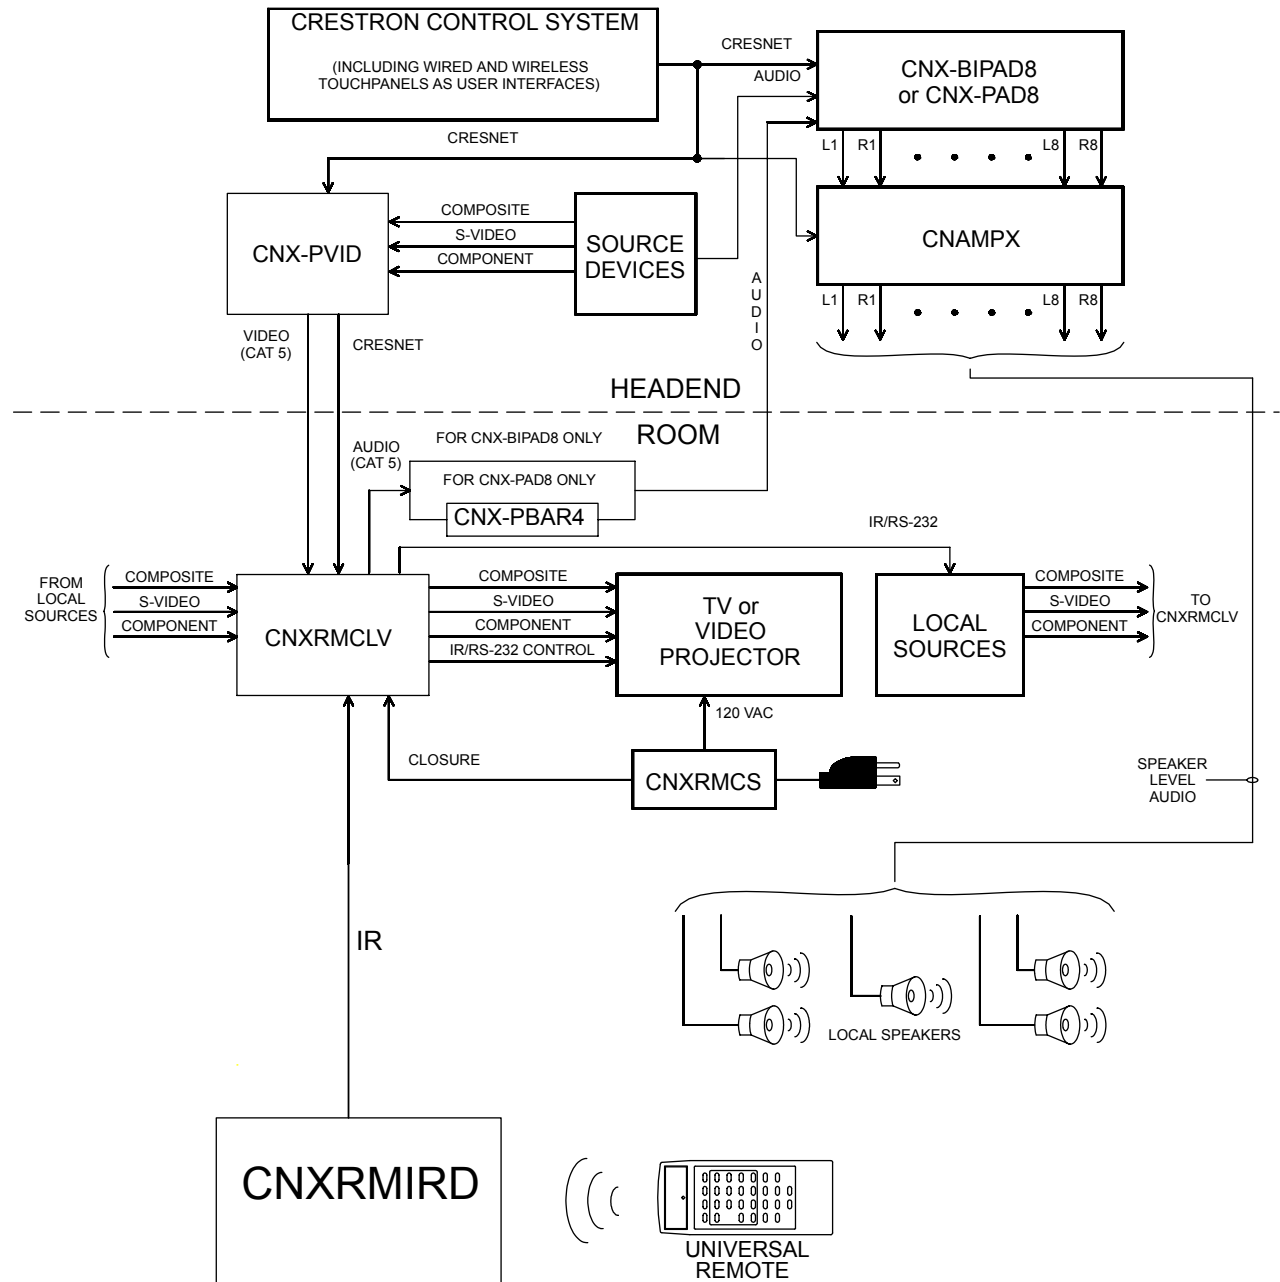 CRESTRON CONTROL SYSTEM
(INCLUDING WIRED AND WIRELESS
TOUCHPANELS AS USER INTERFACES)
CRESNET
AUDIO
CNX-BIPAD8
or CNX-PAD8
CRESNET
L1
R1
L8
R8
CNX-PVID
COMPOSITE
S-VIDEO
COMPONENT
SOURCE
DEVICES
CNAMPX
AUDIO
L1
R1
L8
R8
VIDEO
(CAT 5)
CRESNET
HEADEND
ROOM
AUDIO
(CAT 5)
FOR CNX-BIPAD8 ONLY
FOR CNX-PAD8 ONLY
CNX-PBAR4
IR/RS-232
FROM
LOCAL
SOURCES
COMPOSITE
S-VIDEO
COMPONENT
CNXRMCLV
COMPOSITE
S-VIDEO
COMPONENT
IR/RS-232 CONTROL
TV or
VIDEO
PROJECTOR
LOCAL
SOURCES
COMPOSITE
S-VIDEO
COMPONENT
TO
CNXRMCLV
120 VAC
CLOSURE
CNXRMCS
SPEAKER
LEVEL
AUDIO
IR
LOCAL SPEAKERS
CNXRMIRD
UNIVERSAL
REMOTE